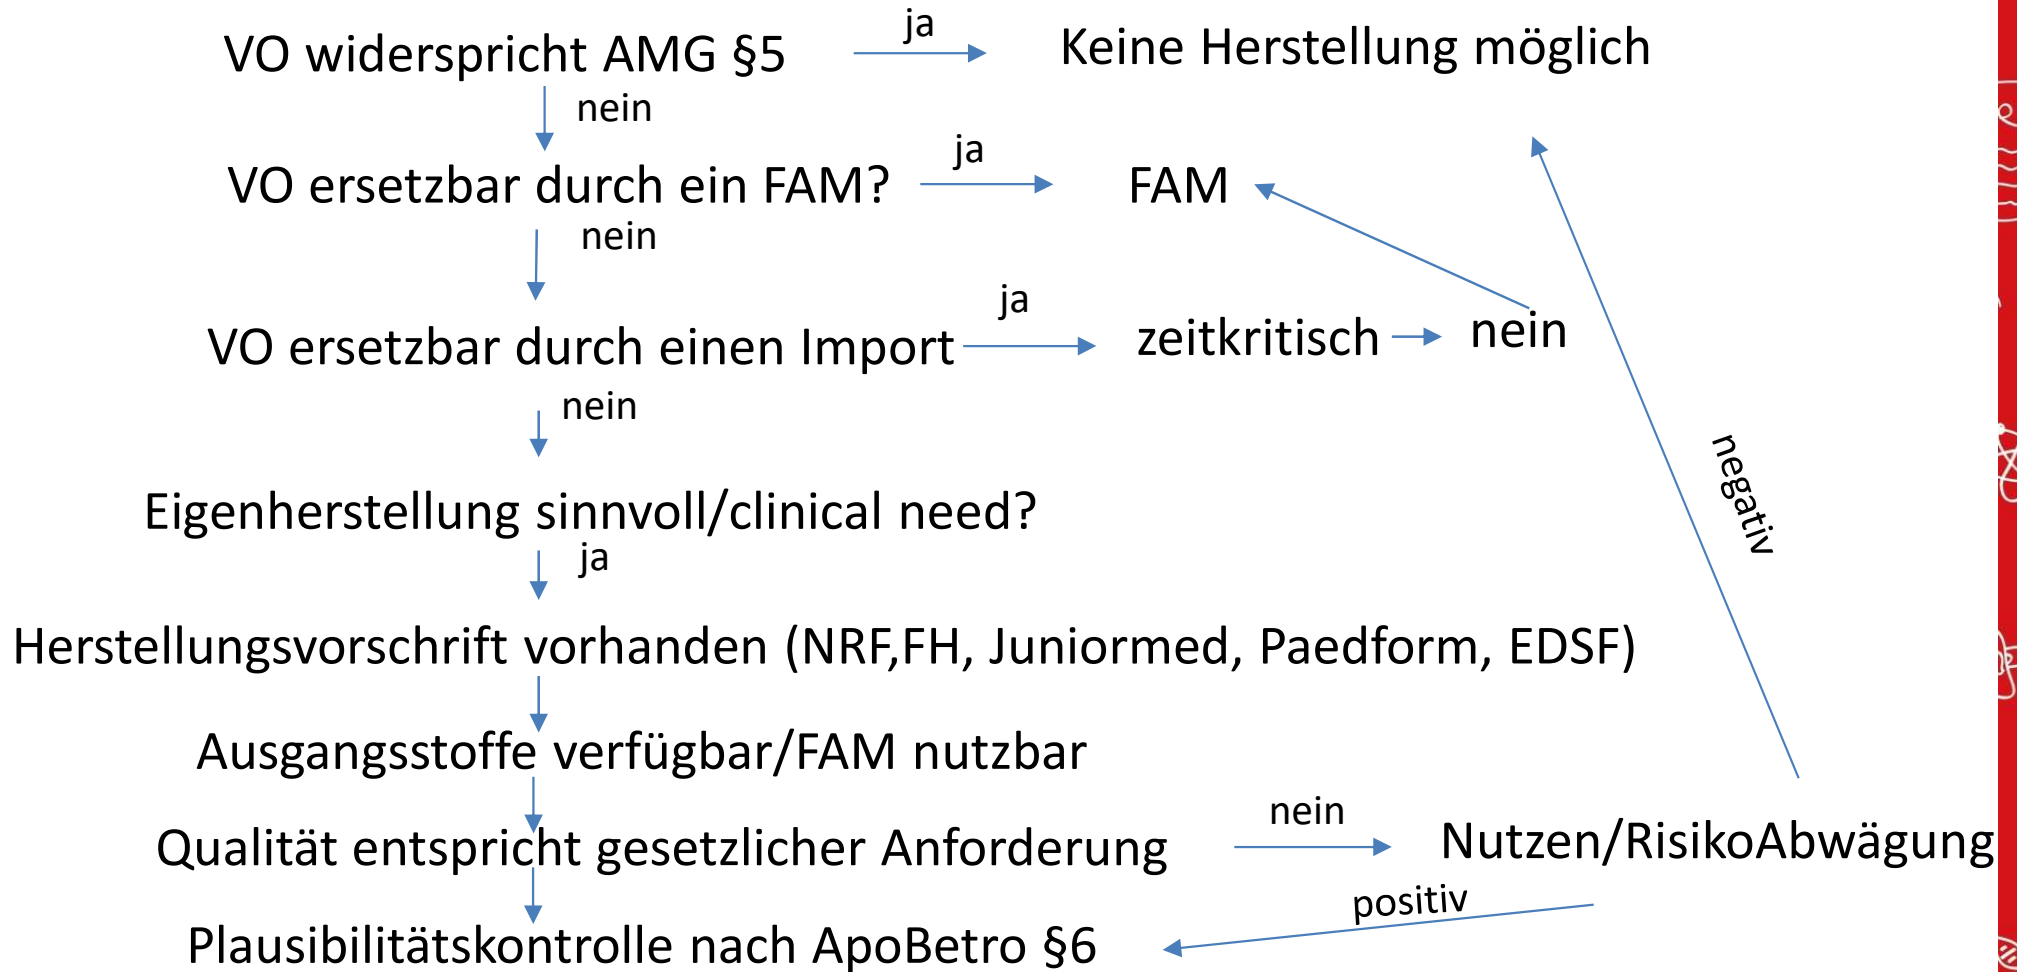 VO widerspricht AMG §5
ja
Keine Herstellung möglich
nein
VO ersetzbar durch ein FAM?
ja
FAM
nein
VO ersetzbar durch einen Import
ja
zeitkritisch
nein
nein
Eigenherstellung sinnvoll/clinical need?
ja
negativ
Herstellungsvorschrift vorhanden (NRF,FH, Juniormed, Paedform, EDSF)
Ausgangsstoffe verfügbar/FAM nutzbar
Qualität entspricht gesetzlicher Anforderung
nein
Nutzen/RisikoAbwägung
positiv
Plausibilitätskontrolle nach ApoBetro §6